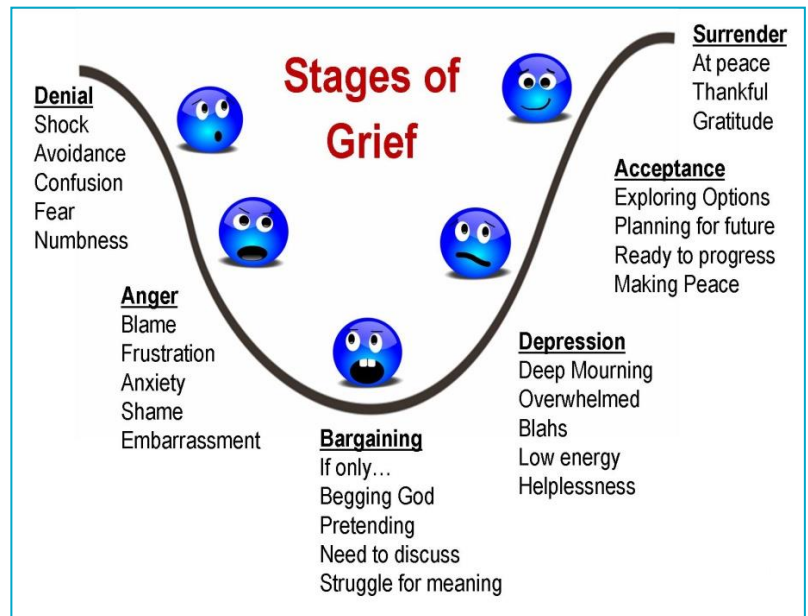 Stages of
Grief
Denial
Shock
Avoidance
Confusion
Fear
Numbness
Anger
Blame
Frustration
Anxiety
Shame
Embarrassment
Bargaining
If only…
Begging God
Pretending
Need to discuss
Struggle for meaning
Depression
Deep Mourning
Overwhelmed
Blahs
Low energy
Helplessness
Acceptance
Exploring Options
Planning for future
Ready to progress
Making Peace
Surrender
At peace
Thankful
Gratitude